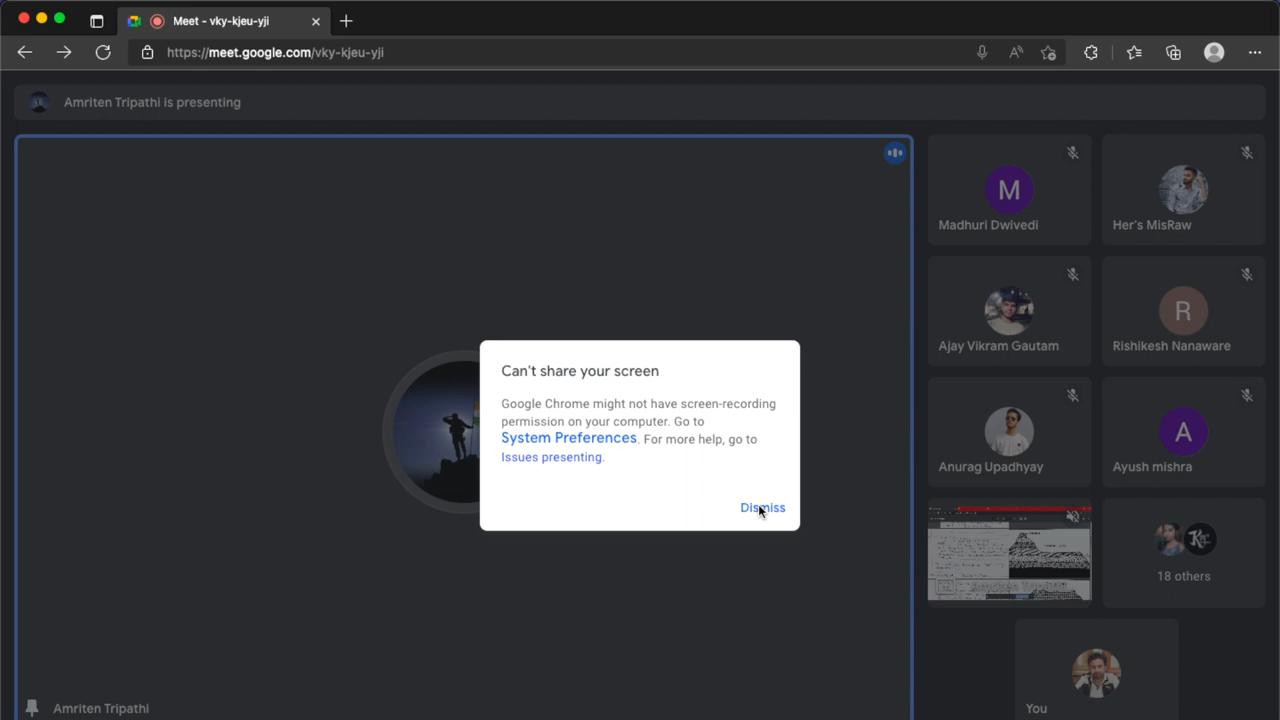 Meet - vky-kjeu-yji
https://meet.google.com/vky-kjeu-yji
Amriten Tripathi is presenting
M
Madhuri Dwivedi
Her's MisRaw
Ajay Vikram Gautam
R
Rishikesh Nanaware
Can't share your screen
Google Chrome might not have screen-recording
permission on your computer. Go to
System Preferences. For more help, go to
Issues presenting.
Dismiss
Anurag Upadhyay
A
Ayush mishra
18 others
Amriten Tripathi
You